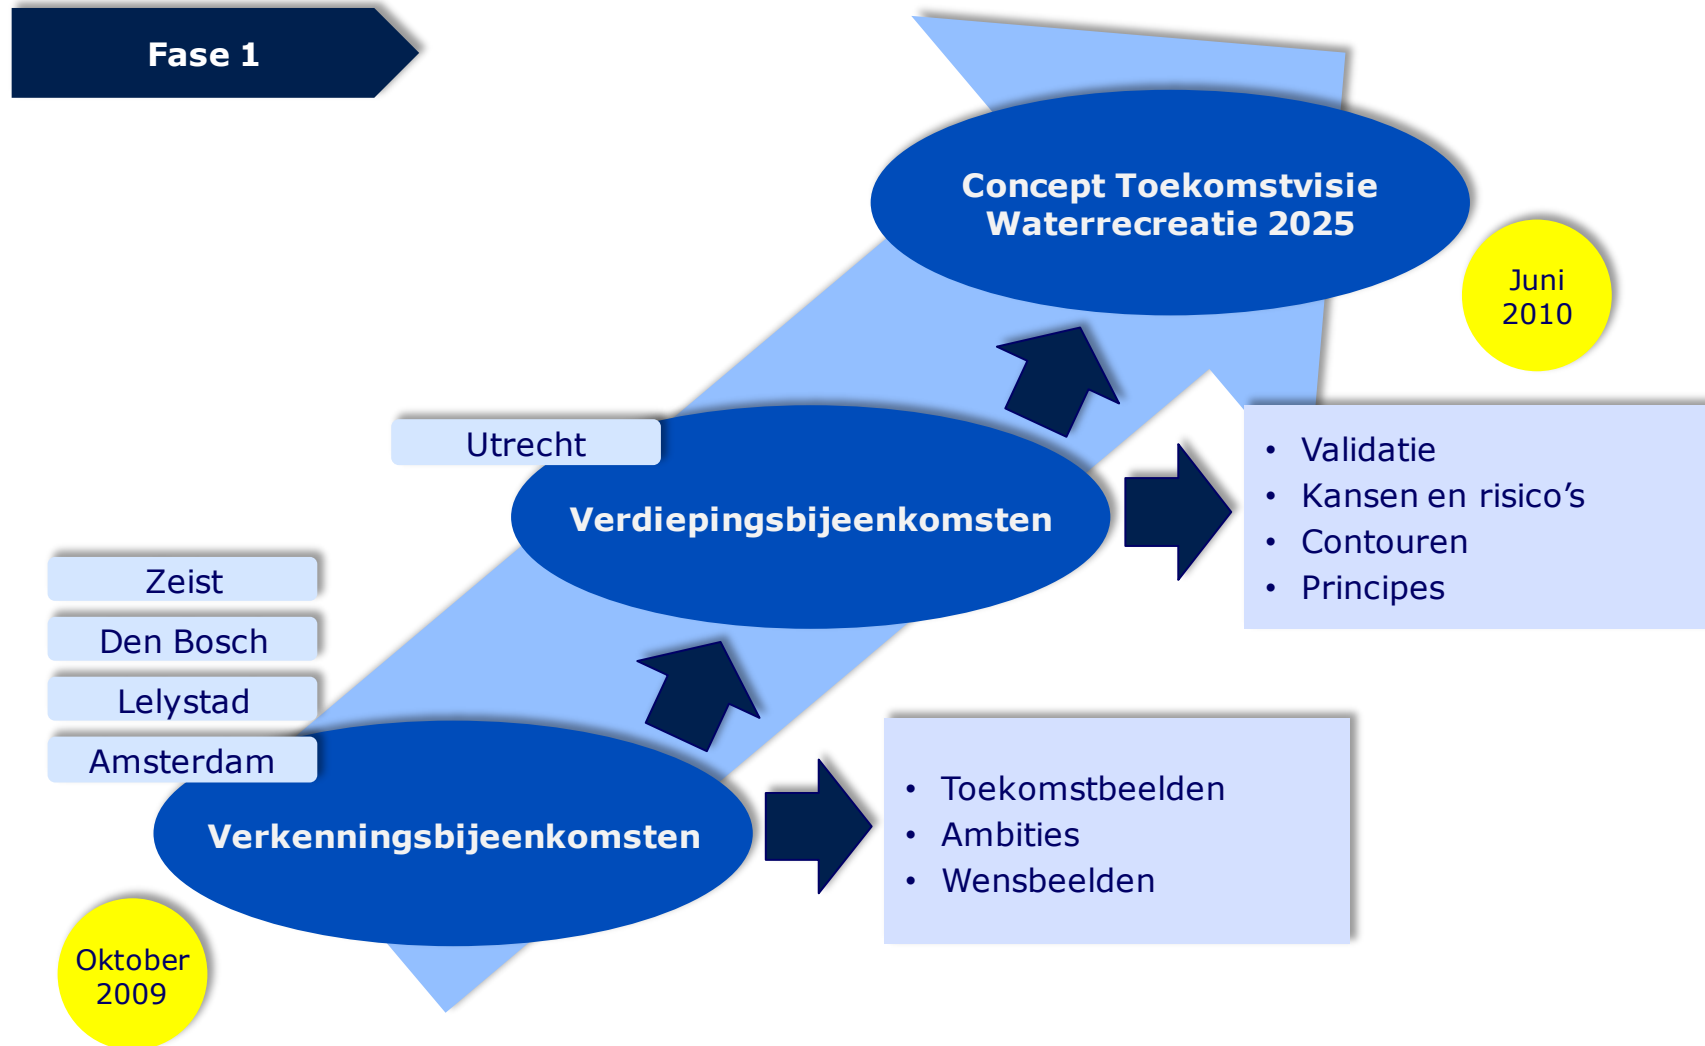 Fase 1
Concept Toekomstvisie
Waterrecreatie 2025
Juni
2010
Utrecht
Verdiepingsbijeenkomsten
• Validatie
• Kansen en risico’s
• Contouren
• Principes
Zeist
Den Bosch
Lelystad
Amsterdam
Verkenningsbijeenkomsten
• Toekomstbeelden
• Ambities
• Wensbeelden
Oktober
2009